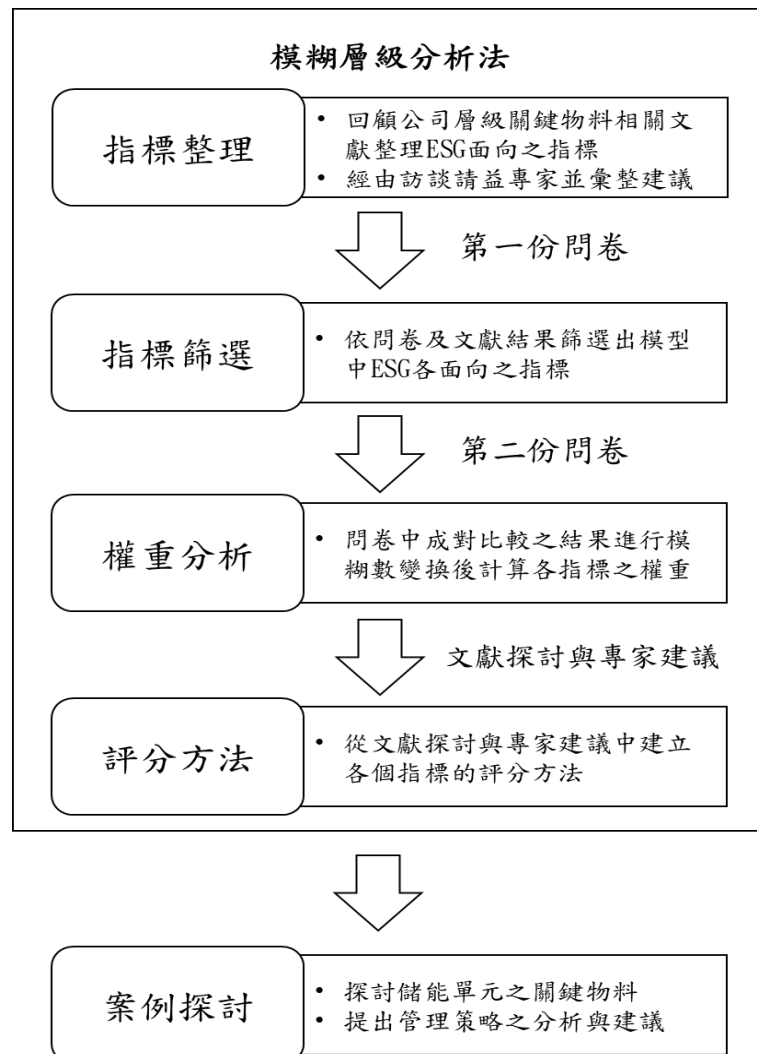 模糊層級分析法
指標整理
• 回顧公司層級關鍵物料相關文
獻整理ESG面向之指標
• 經由訪談請益專家並彙整建議
第一份問卷
指標篩選
• 依問卷及文獻結果篩選出模型
中ESG各面向之指標
第二份問卷
權重分析
• 問卷中成對比較之結果進行模
糊數變換後計算各指標之權重
文獻探討與專家建議
評分方法
• 從文獻探討與專家建議中建立
各個指標的評分方法
案例探討
• 探討儲能單元之關鍵物料
• 提出管理策略之分析與建議